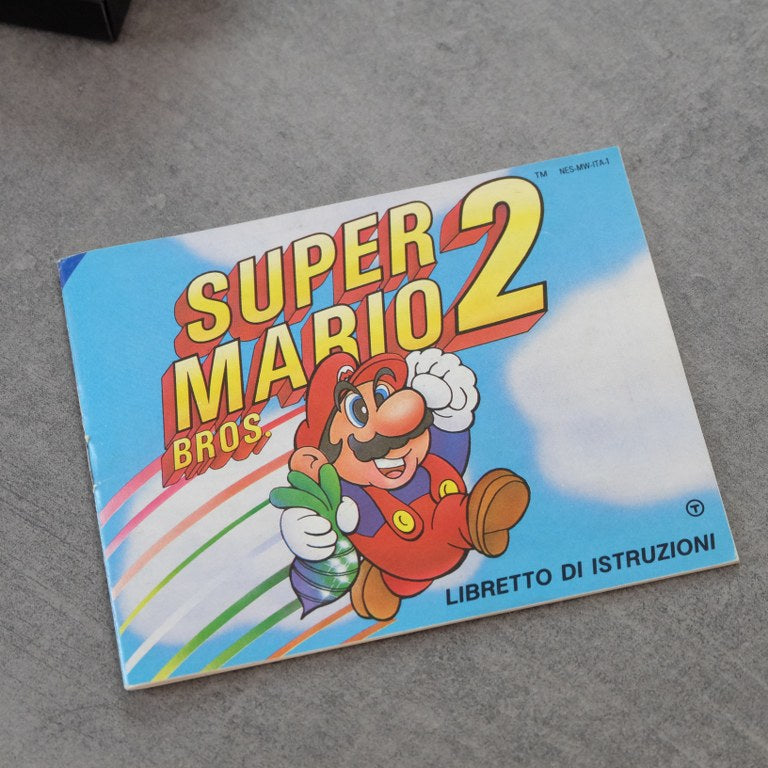 TM NES-MW-ITA-1
SUPER
MARIO 2
BROS.
T
LIBRETTO DI ISTRUZIONI